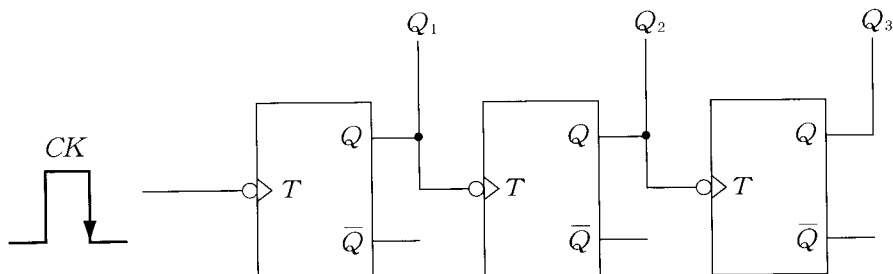 Q₁ Q₂ Q₃
CK
Q Q Q
T T T
Q̅ Q̅ Q̅